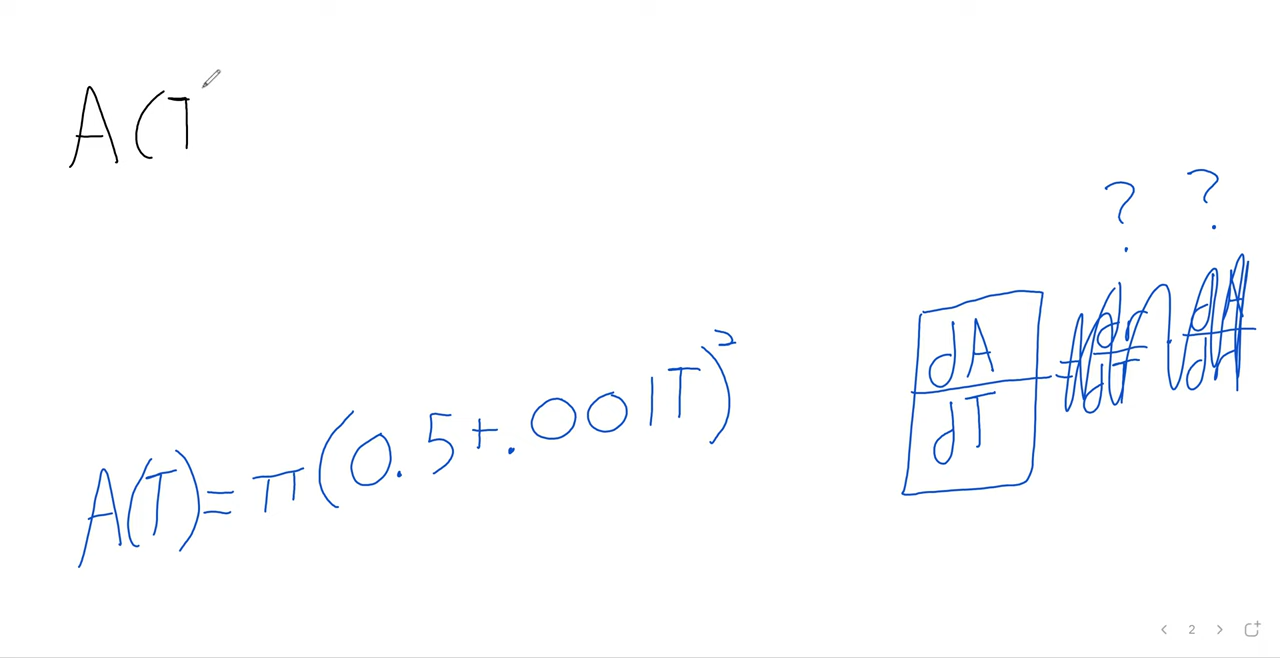 A(T
? ?
dA/dT =
A(T) = π(0.5+.001T)²
2